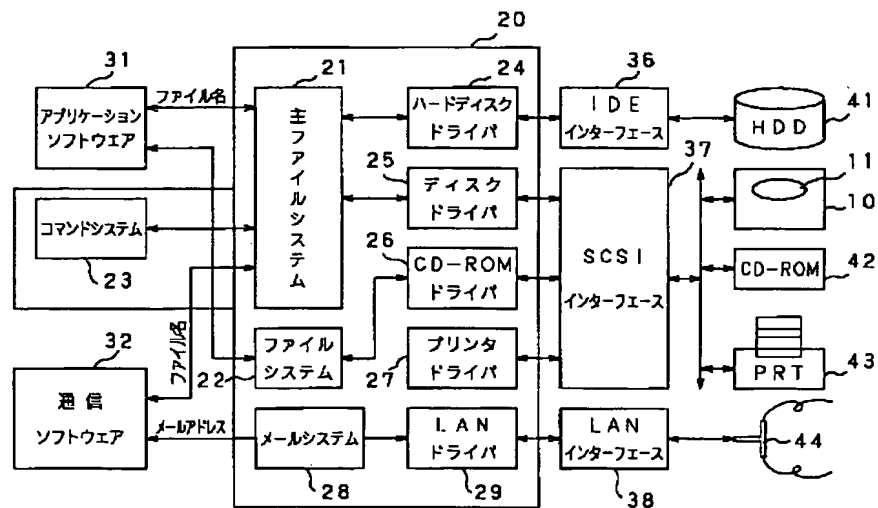 20
31
アプリケーション
ソフトウェア
ファイル名
21
主ファイルシステム
24
ハードディスク
ドライバ
36
IDE
インターフェース
HDD
41
25
ディスク
ドライバ
37
SCSI
インターフェース
11
10
コマンドシステム
23
26
CD-ROM
ドライバ
CD-ROM
42
ファイル名
22
ファイル
システム
27
プリンタ
ドライバ
PRT
43
32
通信
ソフトウェア
メールアドレス
メールシステム
28
LAN
ドライバ
29
LAN
インターフェース
38
44